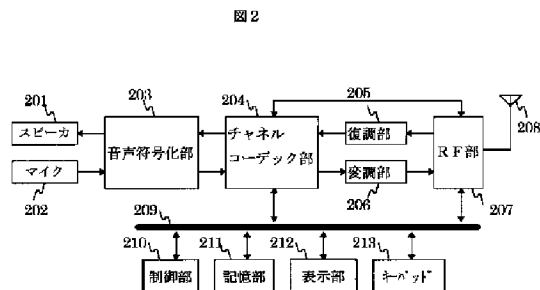 図2
201
スピーカ
マイク
202
203
音声符号化部
204
チャネル
コーデック部
205
復調部
変調部
206
RF部
207
208
209
210
制御部
211
記憶部
212
表示部
213
キーパッド